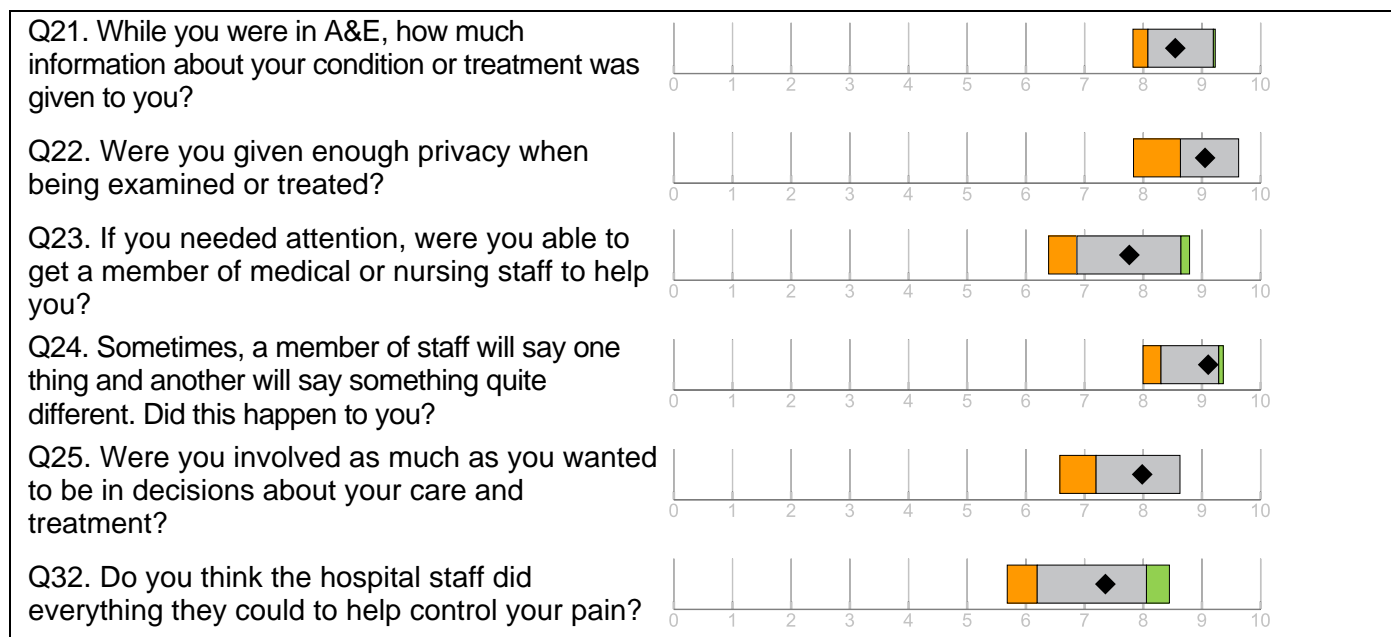 Q21. While you were in A&E, how much
information about your condition or treatment was
given to you?
0 1 2 3 4 5 6 7 8 9 10
Q22. Were you given enough privacy when
being examined or treated?
0 1 2 3 4 5 6 7 8 9 10
Q23. If you needed attention, were you able to
get a member of medical or nursing staff to help
you?
0 1 2 3 4 5 6 7 8 9 10
Q24. Sometimes, a member of staff will say one
thing and another will say something quite
different. Did this happen to you?
0 1 2 3 4 5 6 7 8 9 10
Q25. Were you involved as much as you wanted
to be in decisions about your care and
treatment?
0 1 2 3 4 5 6 7 8 9 10
Q32. Do you think the hospital staff did
everything they could to help control your pain?
0 1 2 3 4 5 6 7 8 9 10